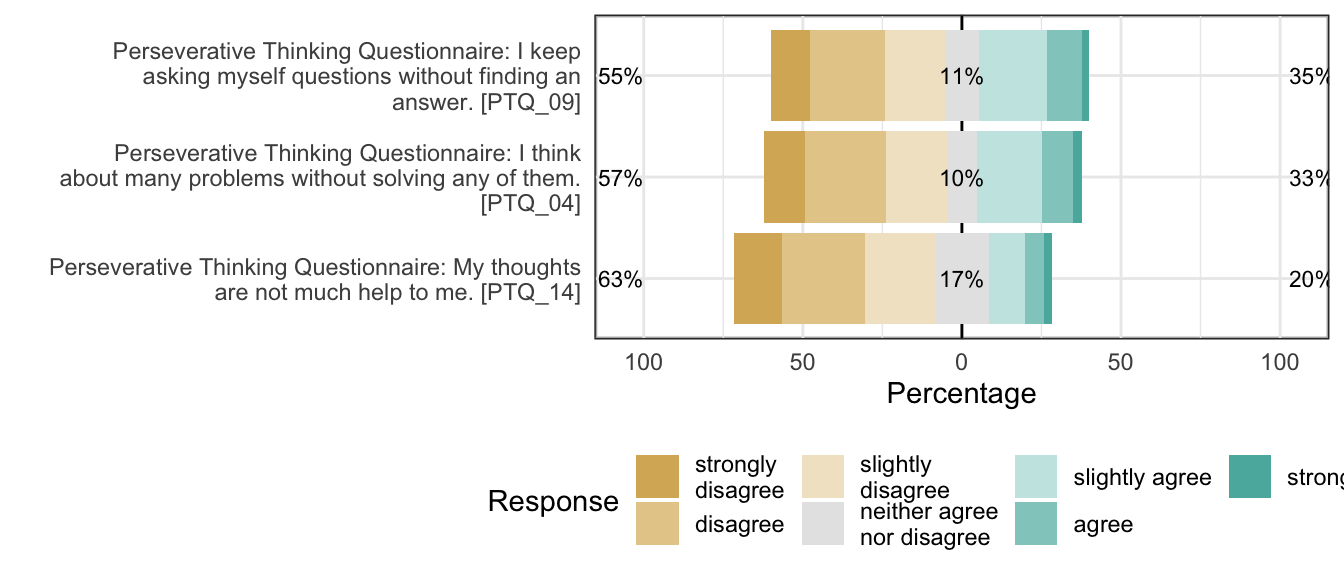 Perseverative Thinking Questionnaire: I keep
asking myself questions without finding an
answer. [PTQ_09]
55%
11%
35%
Perseverative Thinking Questionnaire: I think
about many problems without solving any of them.
[PTQ_04]
57%
10%
33%
Perseverative Thinking Questionnaire: My thoughts
are not much help to me. [PTQ_14]
63%
17%
20%
100 50 0 50 100
Percentage
Response
strongly
disagree
disagree
slightly
disagree
neither agree
nor disagree
slightly agree
agree